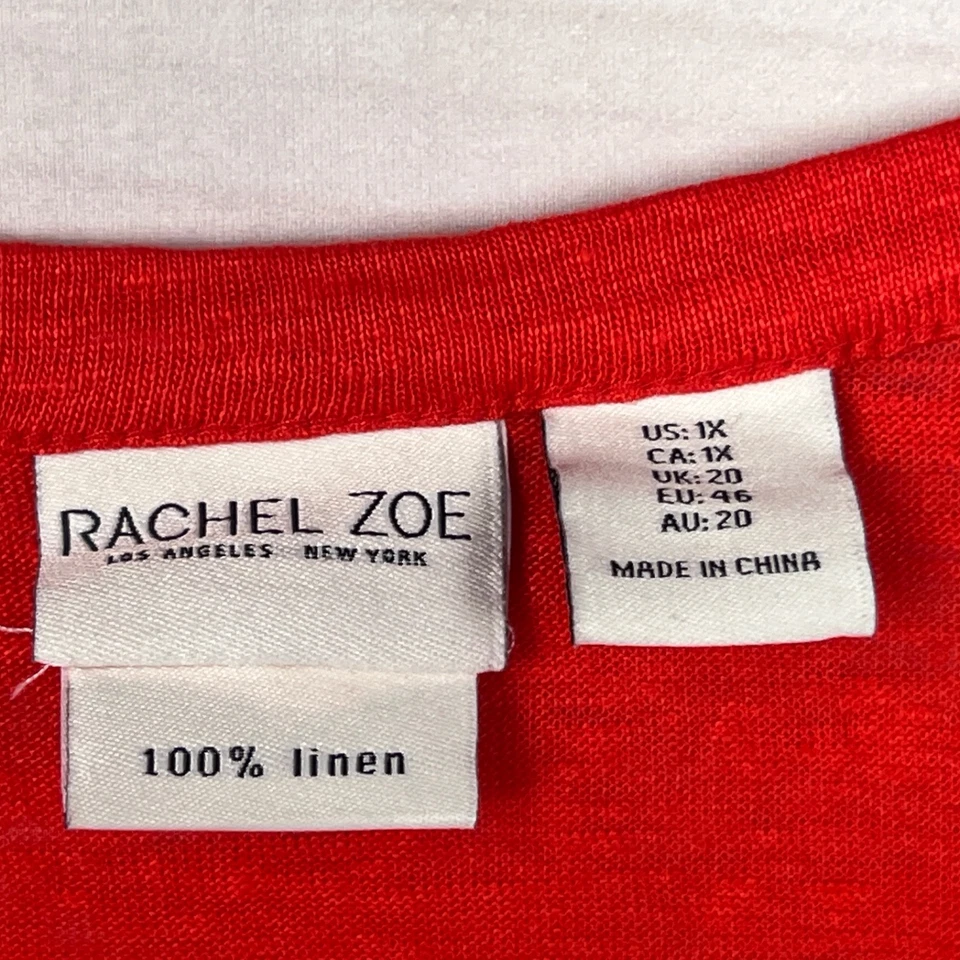 RACHEL ZOE
LOS ANGELES NEW YORK
100% linen
US: 1X
CA: 1X
UK: 20
EU: 46
AU: 20
MADE IN CHINA